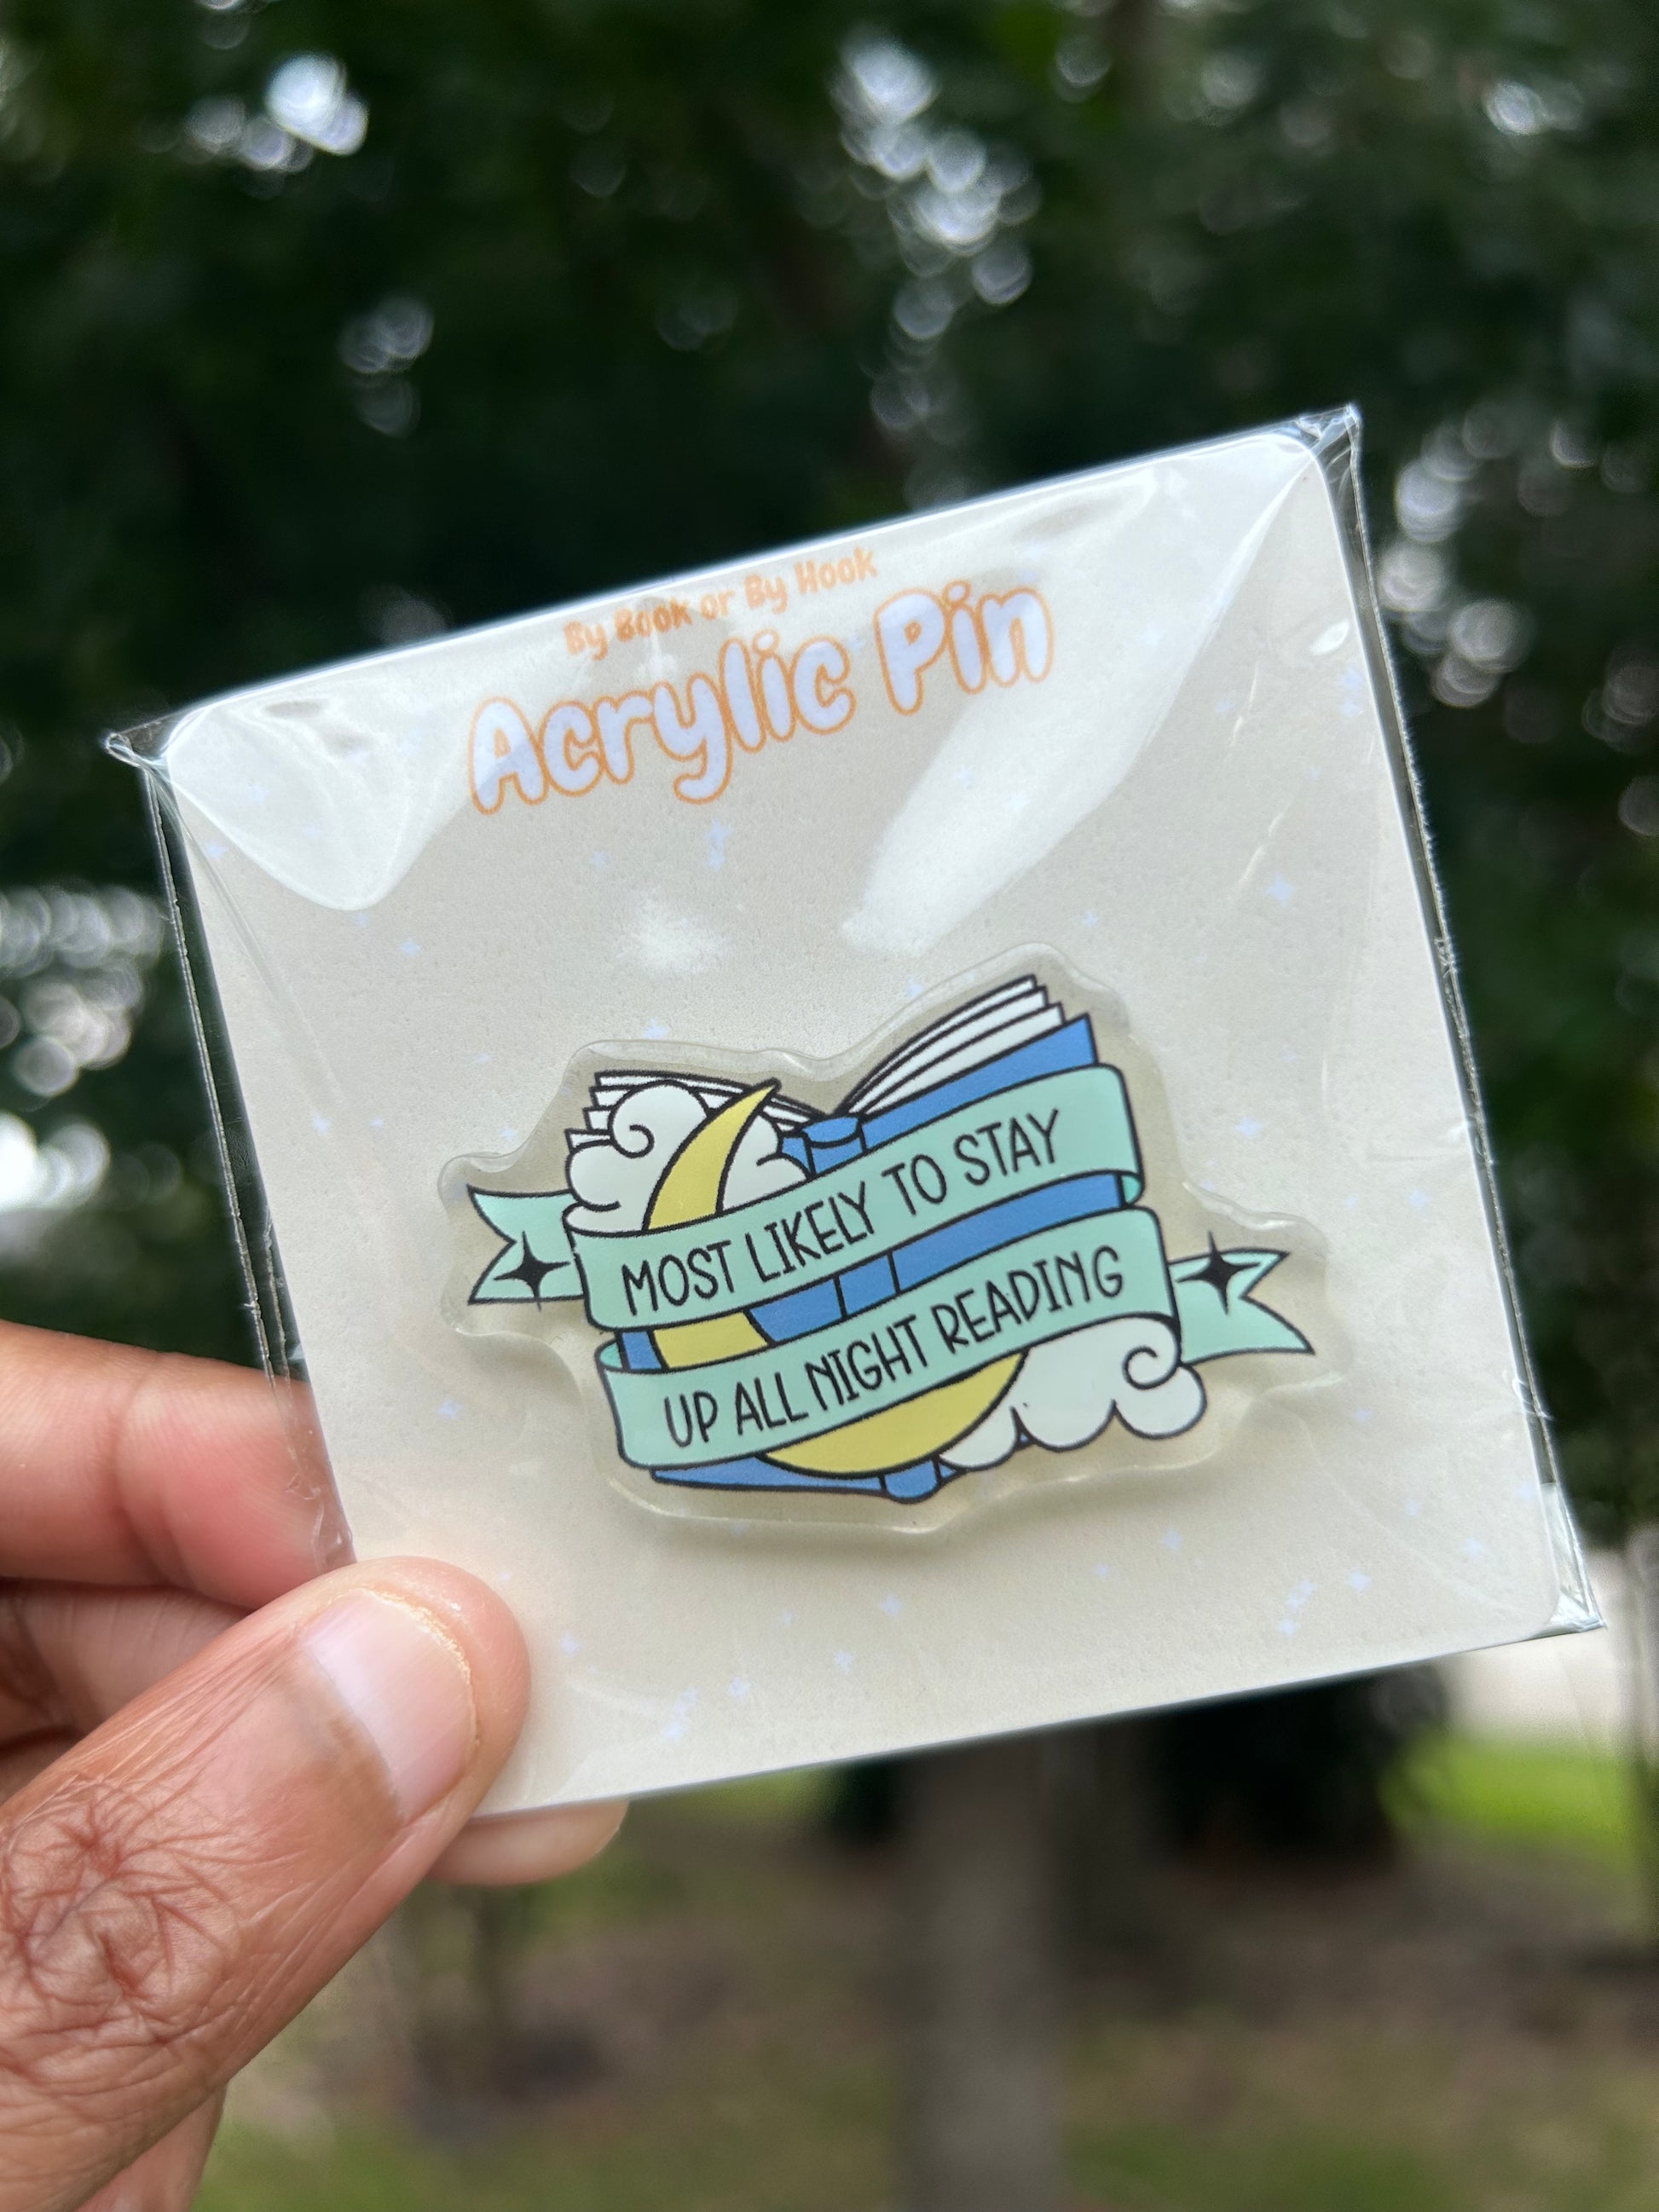 By Book or By Hook
Acrylic Pin
MOST LIKELY TO STAY
UP ALL NIGHT READING